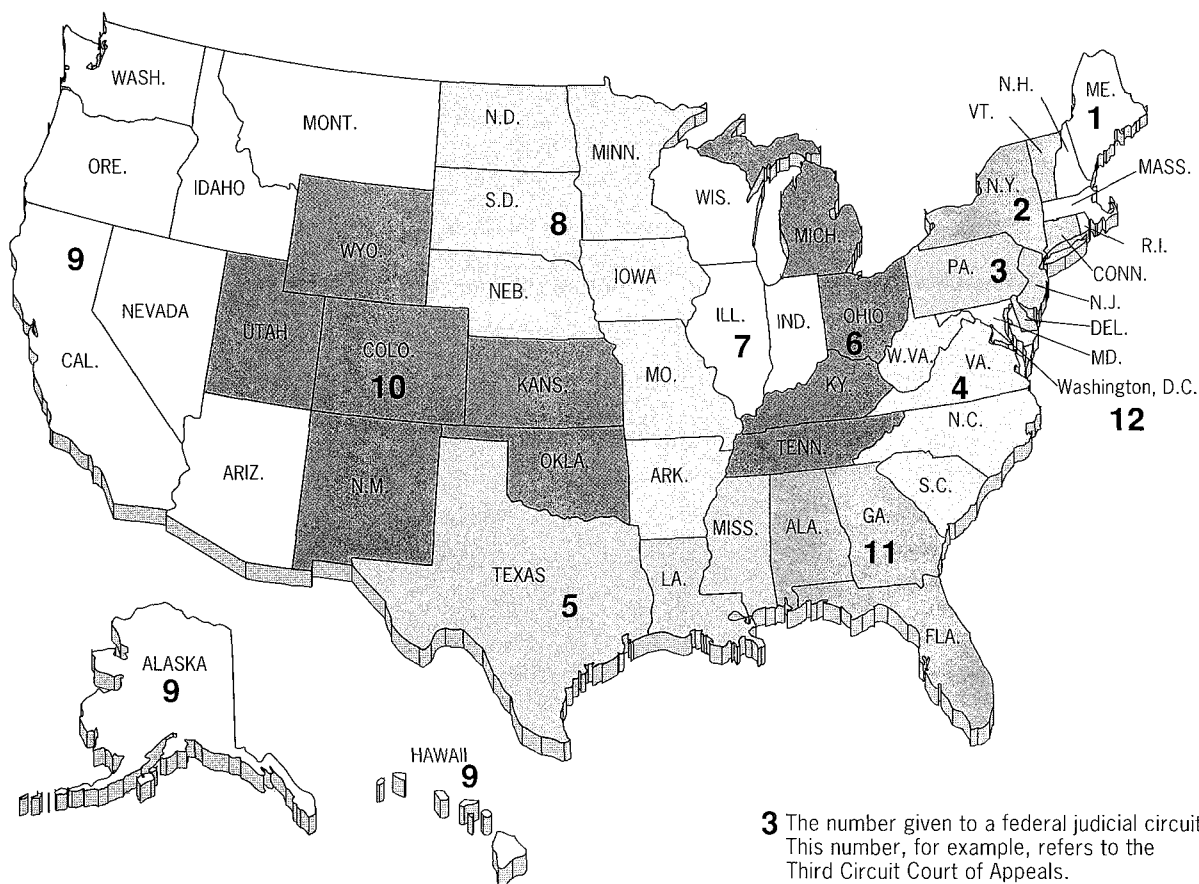 WASH.
MONT.
N.D.
MINN.
N.H.
ME.
1
VT.
ORE.
IDAHO
S.D.
8
WIS.
MICH.
N.Y.
2
MASS.
WYO.
9
NEVADA
UTAH
CAL.
NEB.
IOWA
PA.
3
R.I.
CONN.
N.J.
DEL.
MD.
Washington, D.C.
12
COLO.
10
KANS.
MO.
ILL.
7
IND.
OHIO
6
W.VA.
VA.
4
KY.
N.C.
TENN.
ARIZ.
N.M.
OKLA.
ARK.
S.C.
MISS.
ALA.
GA.
11
TEXAS
5
LA.
FLA.
ALASKA
9
HAWAII
9
3 The number given to a federal judicial circuit
This number, for example, refers to the
Third Circuit Court of Appeals.